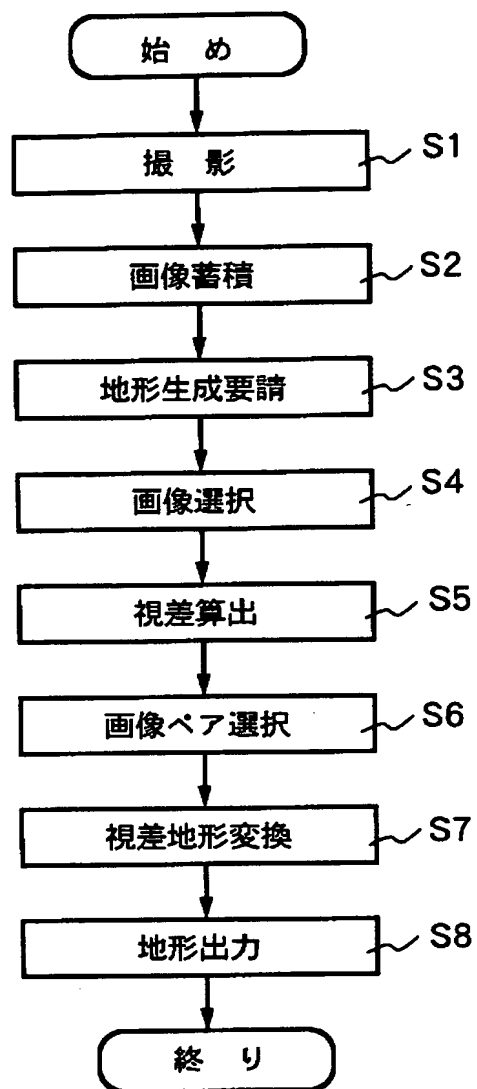 始め
撮影 S1
画像蓄積 S2
地形生成要請 S3
画像選択 S4
視差算出 S5
画像ペア選択 S6
視差地形変換 S7
地形出力 S8
終り